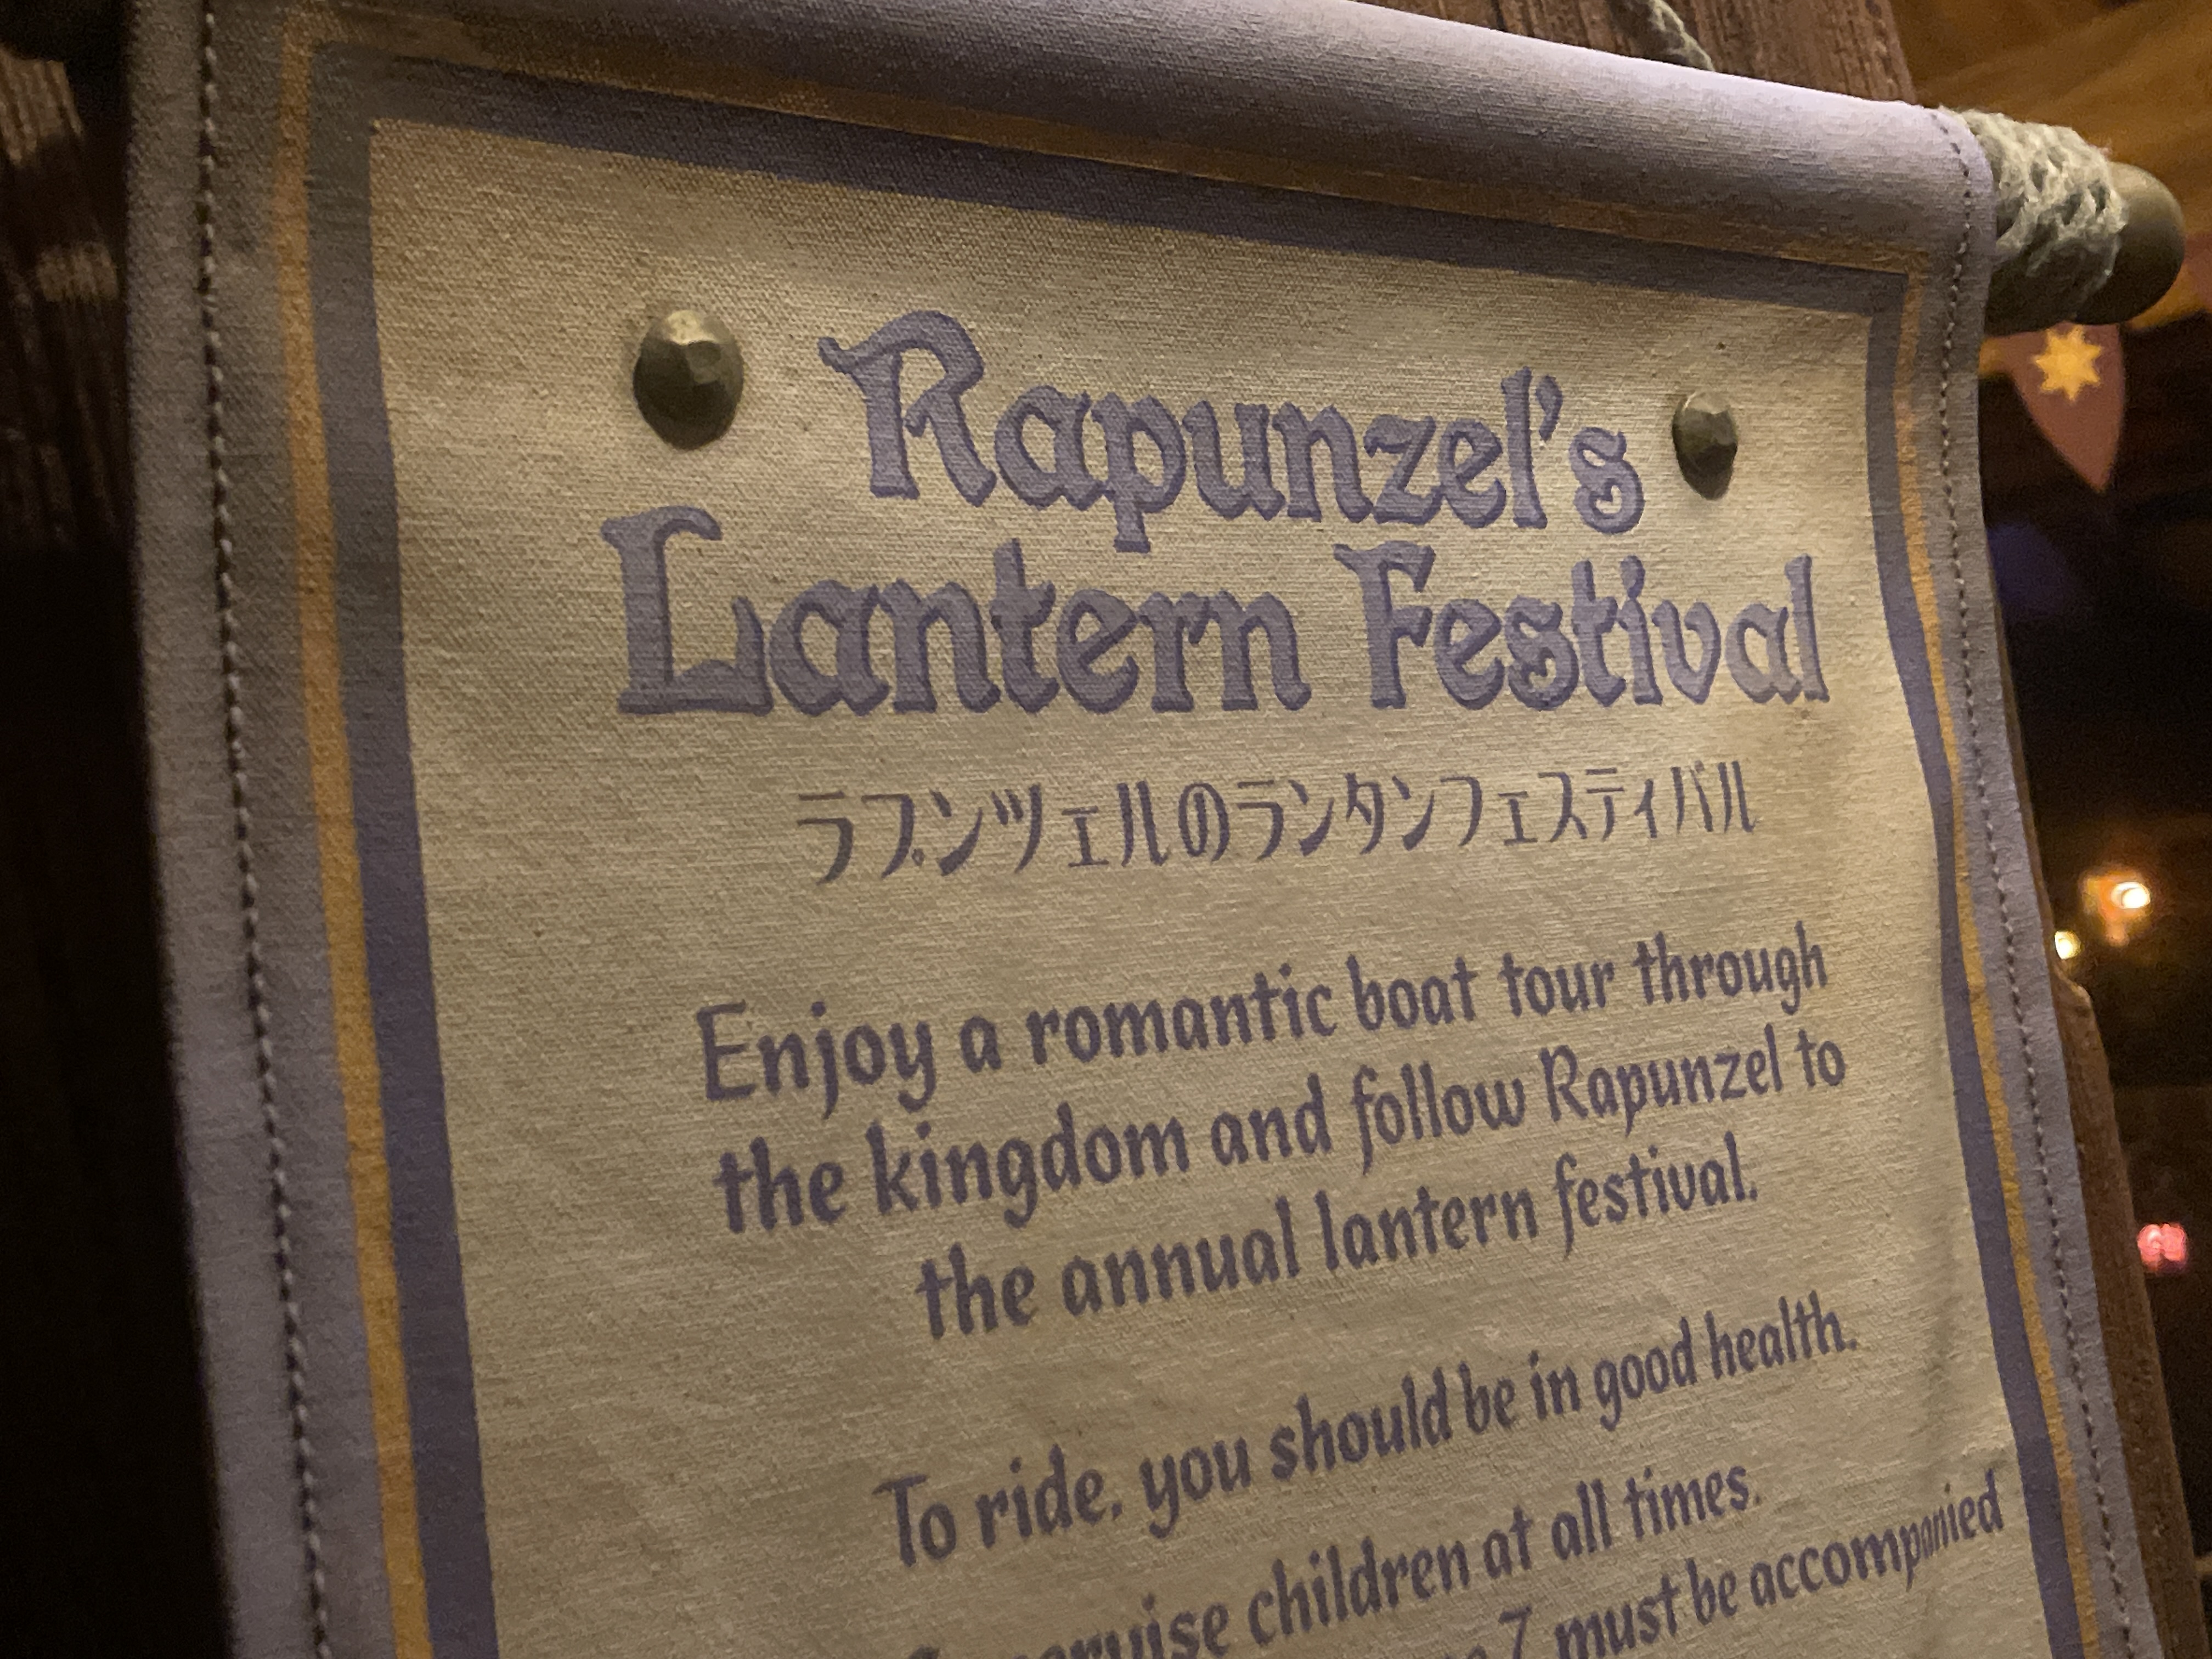 Rapunzel's
Lantern Festival
ラプンツェルのランタンフェスティバル
Enjoy a romantic boat tour through
the kingdom and follow Rapunzel to
the annual lantern festival.
To ride, you should be in good health.
Supervise children at all times.
7 must be accompanied